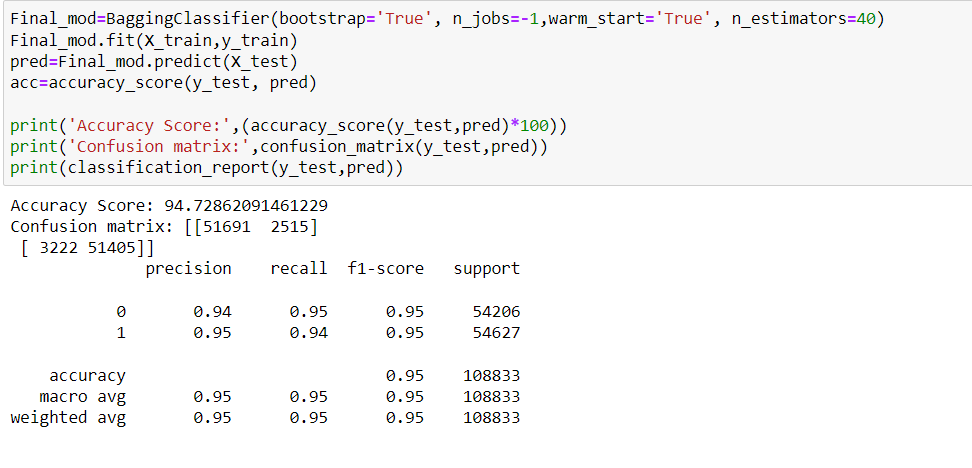 Final_mod=BaggingClassifier(bootstrap='True', n_jobs=-1,warm_start='True', n_estimators=40)
Final_mod.fit(X_train,y_train)
pred=Final_mod.predict(X_test)
acc=accuracy_score(y_test, pred)
print('Accuracy Score:',(accuracy_score(y_test,pred)*100))
print('Confusion matrix:',confusion_matrix(y_test,pred))
print(classification_report(y_test,pred))
Accuracy Score: 94.72862091461229
Confusion matrix: [[51691  2515]
 [ 3222 51405]]
              precision    recall  f1-score   support
           0       0.94      0.95      0.95     54206
           1       0.95      0.94      0.95     54627
    accuracy                           0.95    108833
   macro avg       0.95      0.95      0.95    108833
weighted avg       0.95      0.95      0.95    108833